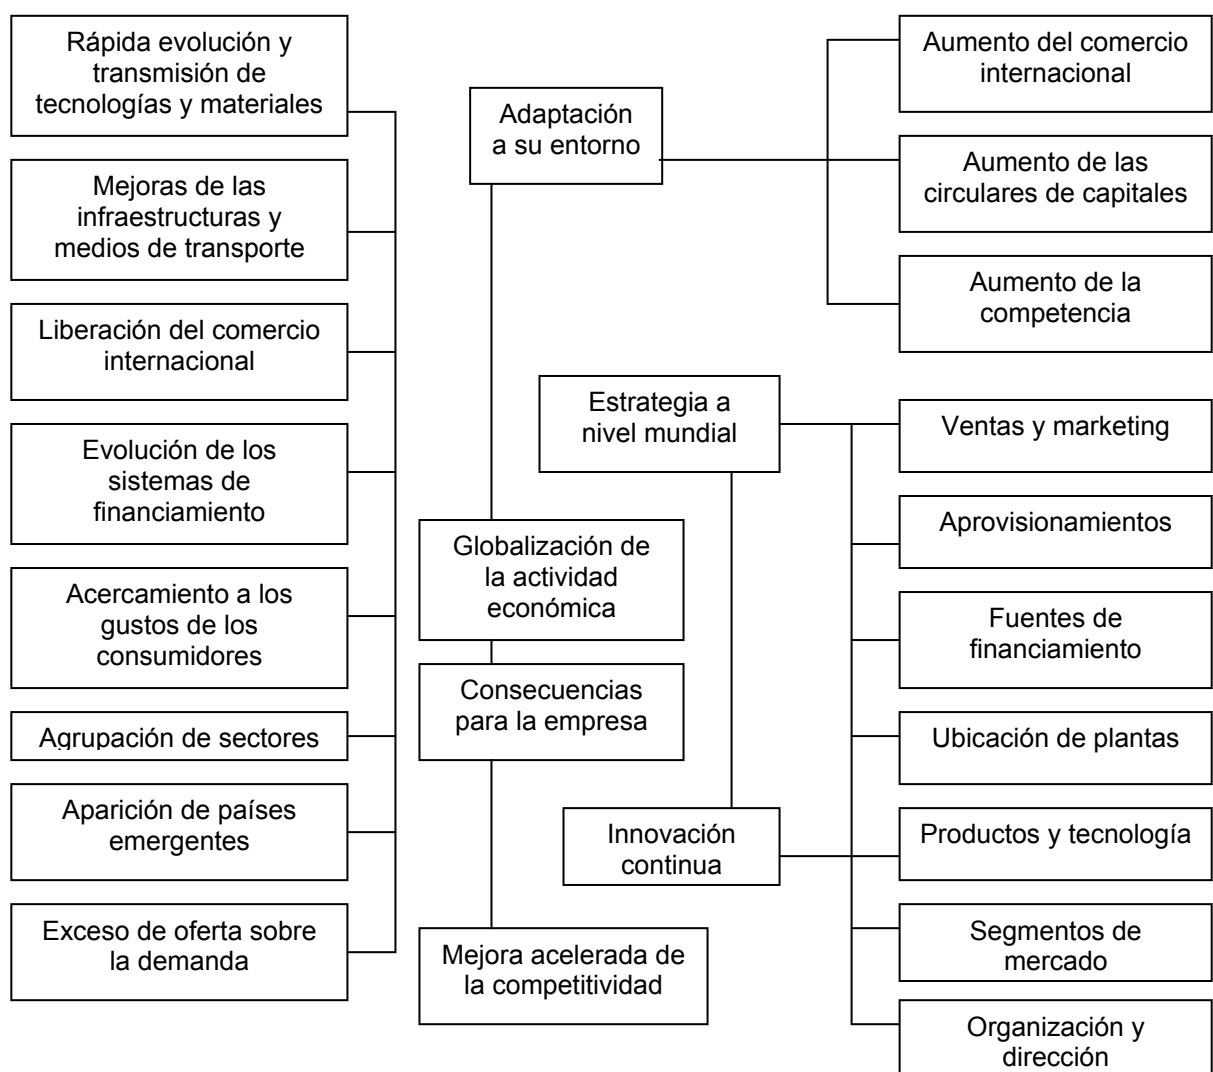 Rápida evolución y
transmisión de
tecnologías y materiales
Mejoras de las
infraestructuras y
medios de transporte
Liberación del comercio
internacional
Evolución de los
sistemas de
financiamiento
Acercamiento a los
gustos de los
consumidores
Agrupación de sectores
Aparición de países
emergentes
Exceso de oferta sobre
la demanda
Adaptación
a su entorno
Estrategia a
nivel mundial
Globalización de
la actividad
económica
Consecuencias
para la empresa
Innovación
continua
Mejora acelerada de
la competitividad
Aumento del comercio
internacional
Aumento de las
circulares de capitales
Aumento de la
competencia
Ventas y marketing
Aprovisionamientos
Fuentes de
financiamiento
Ubicación de plantas
Productos y tecnología
Segmentos de
mercado
Organización y
dirección